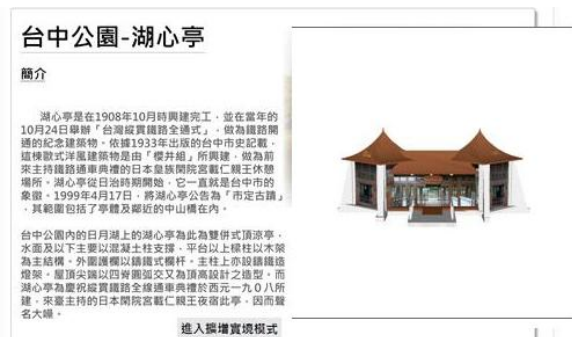 台中公園-湖心亭
簡介
湖心亭是在1908年10月時興建完工，並在當年的
10月24日舉辦「台灣縱貫鐵路全通式」，做為鐵路開
通的紀念建築物。依據1933年出版的台中市史記載，
這棟歐式洋風建築物是由「櫻井組」所興建，做為前
來主持鐵路通車典禮的日本皇族閑院宮載仁親王休憩
場所。湖心亭從日治時期開始，它一直就是台中市的
象徵。1999年4月17日，將湖心亭公告為「市定古蹟」
，其範圍包括了亭體及鄰近的中山橋在內。
台中公園內的日月湖上的湖心亭為此為雙併式頂涼亭，
水面及以下主要以混凝土柱支撐，平台以上樑柱以木架
為主結構。外圍護欄以鑄鐵式欄杆。主柱上亦設鑄鐵造
燈架。屋頂尖端以四脊圓弧交又為頂高設計之造型。而
湖心亭為慶祝縱貫鐵路全線通車典禮於西元一九０八所
建，來臺主持的日本閑院宮載仁親王夜宿此亭，因而聲
名大噪。
進入擴增實境模式